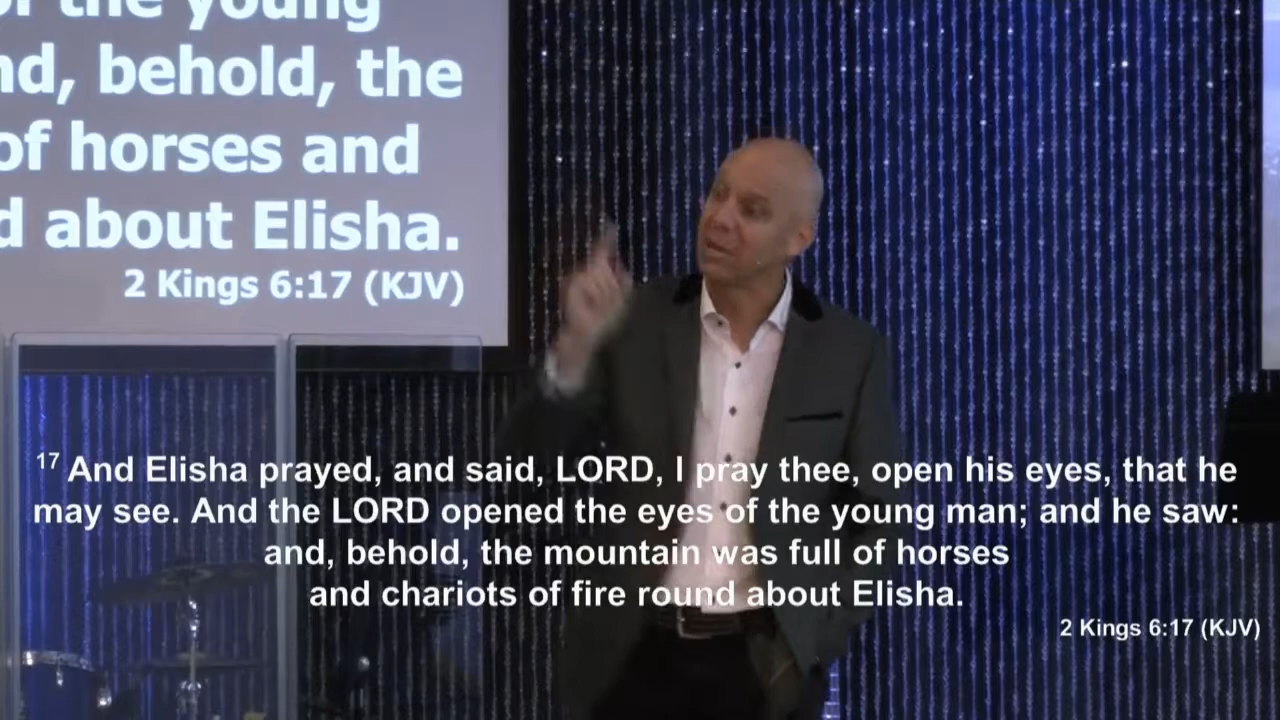 of the young
nd, behold, the
of horses and
d about Elisha.
2 Kings 6:17 (KJV)
17 And Elisha prayed, and said, LORD, I pray thee, open his eyes, that he
may see. And the LORD opened the eyes of the young man; and he saw:
and, behold, the mountain was full of horses
and chariots of fire round about Elisha.
2 Kings 6:17 (KJV)